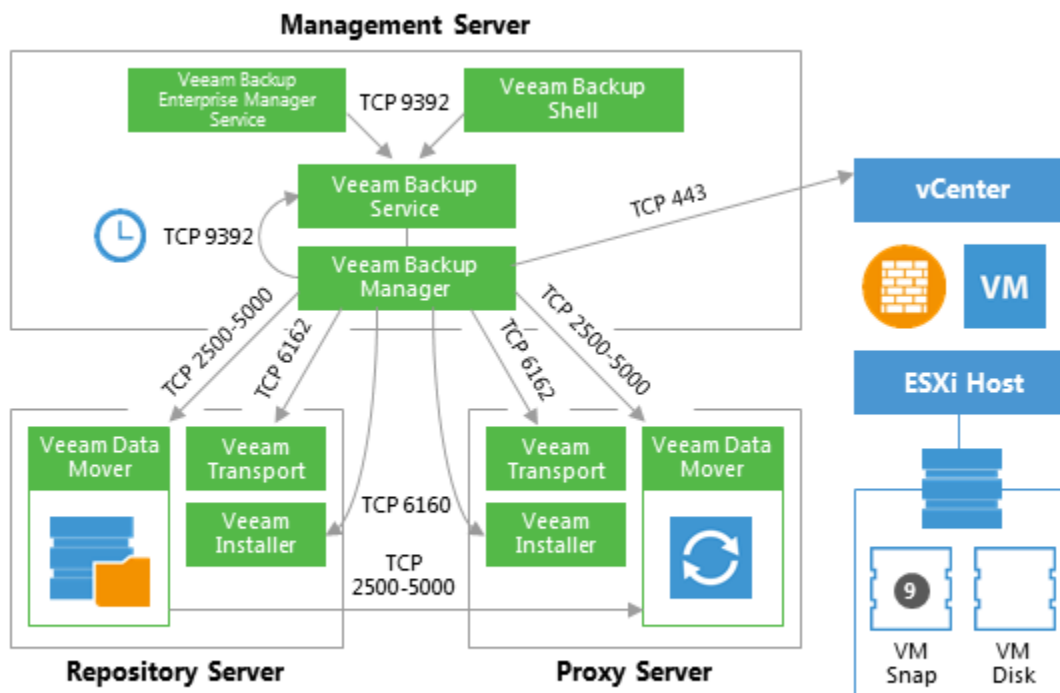 Management Server
Veeam Backup
Enterprise Manager
Service
TCP 9392
Veeam Backup
Shell
Veeam Backup
Service
TCP 9392
Veeam Backup
Manager
TCP 443
vCenter
VM
ESXi Host
TCP 2500-5000
TCP 6162
TCP 6162
TCP 2500-5000
Veeam Data
Mover
Veeam
Transport
Veeam
Installer
TCP 6160
TCP
2500-5000
Veeam
Transport
Veeam
Installer
Veeam Data
Mover
9
VM
Snap
VM
Disk
Repository Server
Proxy Server